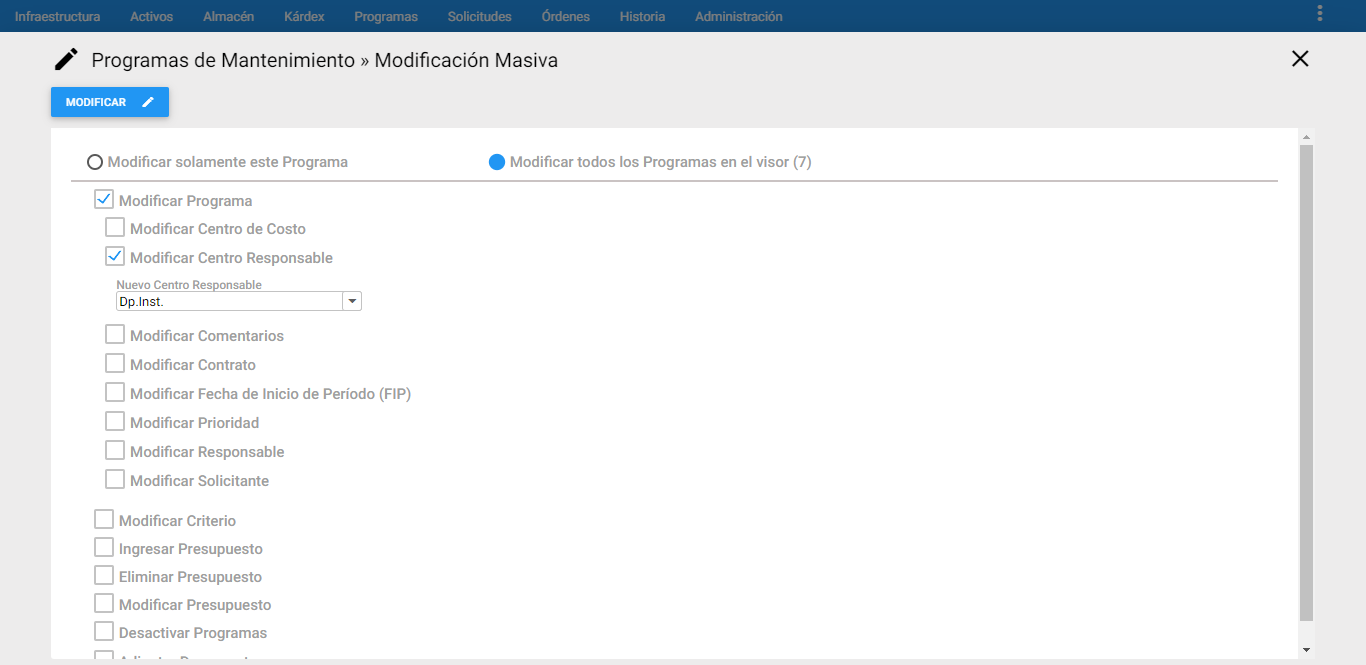 Infraestructura Activos Almacén Kárdex Programas Solicitudes Órdenes Historia Administración
Programas de Mantenimiento » Modificación Masiva
MODIFICAR
Modificar solamente este Programa Modificar todos los Programas en el visor (7)
Modificar Programa
Modificar Centro de Costo
Modificar Centro Responsable
Nuevo Centro Responsable
Dp.Inst.
Modificar Comentarios
Modificar Contrato
Modificar Fecha de Inicio de Período (FIP)
Modificar Prioridad
Modificar Responsable
Modificar Solicitante
Modificar Criterio
Ingresar Presupuesto
Eliminar Presupuesto
Modificar Presupuesto
Desactivar Programas